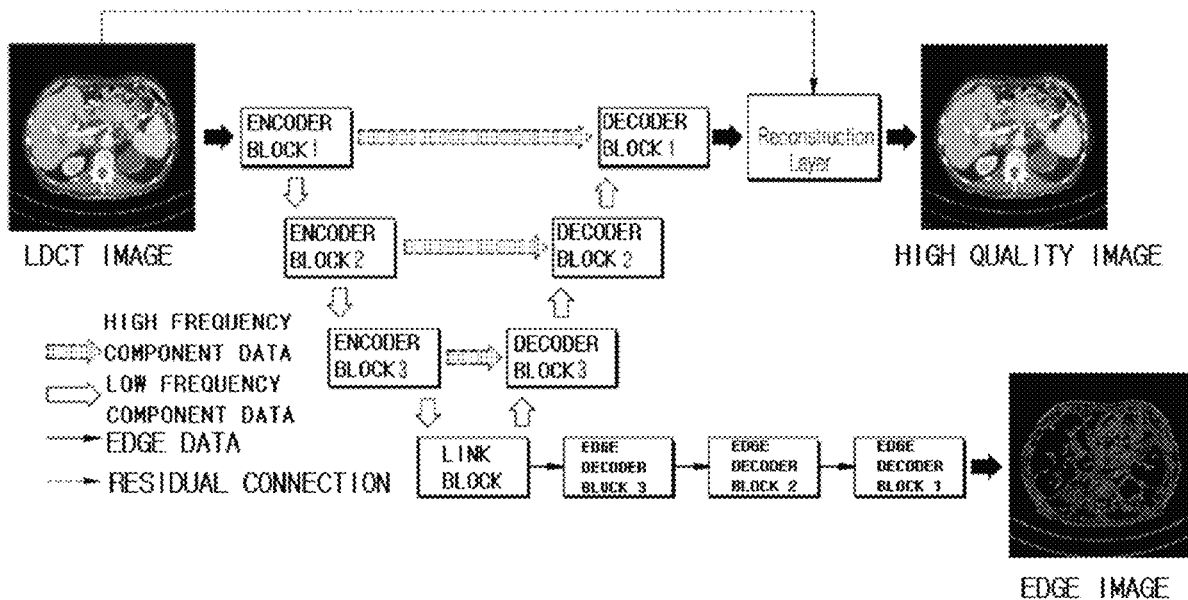 ENCODER
BLOCK1
DECODER
BLOCK1
Reconstruction
Layer
LDCT IMAGE
ENCODER
BLOCK2
DECODER
BLOCK2
HIGH QUALITY IMAGE
HIGH FREQUENCY
COMPONENT DATA
LOW FREQUENCY
COMPONENT DATA
EDGE DATA
RESIDUAL CONNECTION
ENCODER
BLOCK3
DECODER
BLOCK3
LINK
BLOCK
EDGE
DECODER
BLOCK 3
EDGE
DECODER
BLOCK 2
EDGE
DECODER
BLOCK 1
EDGE IMAGE